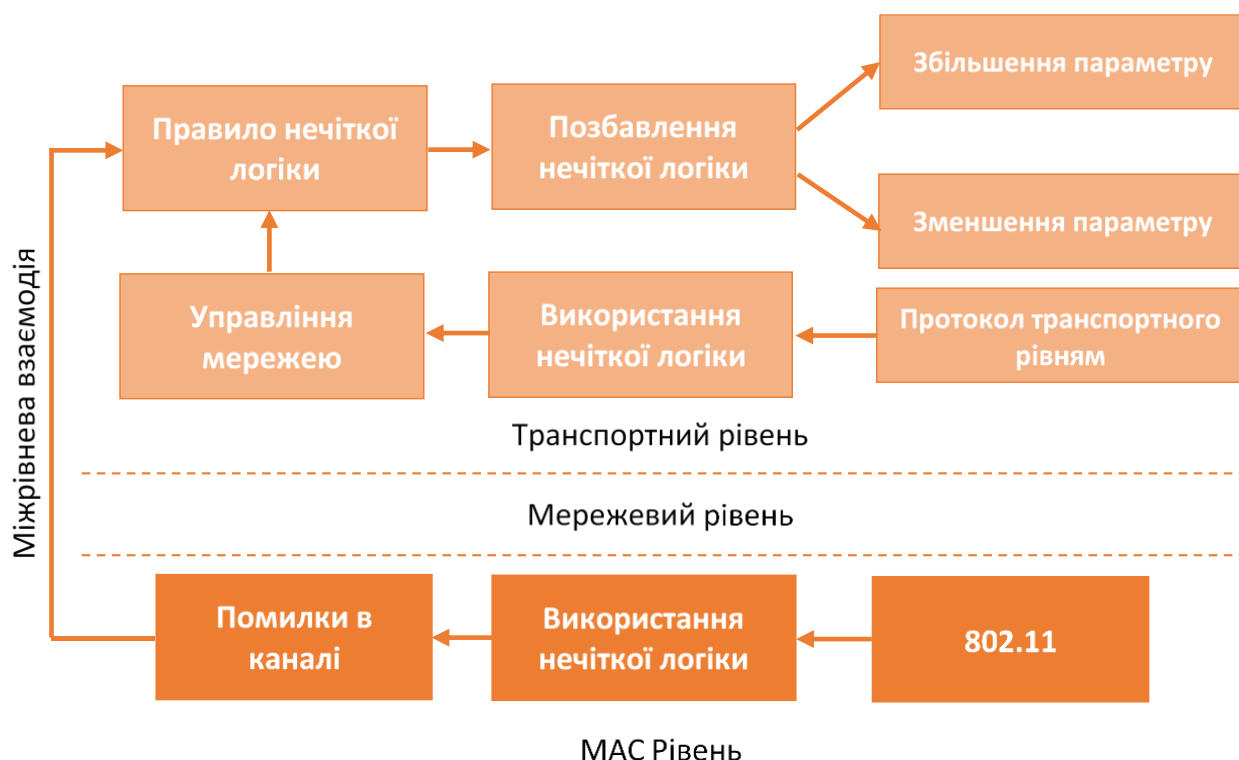 Збільшення параметру
Правило нечіткої
логіки
Позбавлення
нечіткої логіки
Зменшення параметру
Управління
мережею
Використання
нечіткої логіки
Протокол транспортного
рівням
Міжрівнева взаємодія
Транспортний рівень
Мережевий рівень
Помилки в
каналі
Використання
нечіткої логіки
802.11
МАС Рівень